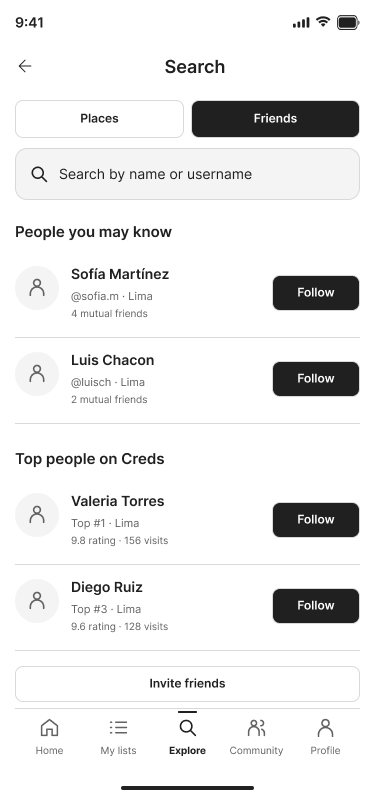 9:41
Search
Places
Friends
Search by name or username
People you may know
Sofía Martínez
@sofia.m · Lima
4 mutual friends
Follow
Luis Chacon
@luisch · Lima
2 mutual friends
Follow
Top people on Creds
Valeria Torres
Top #1 · Lima
9.8 rating · 156 visits
Follow
Diego Ruiz
Top #3 · Lima
9.6 rating · 128 visits
Follow
Invite friends
Home
My lists
Explore
Community
Profile